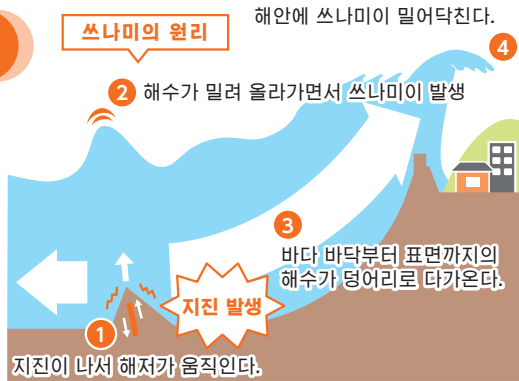 쓰나미의 원리
해안에 쓰나미이 밀어닥친다.
4
2 해수가 밀려 올라가면서 쓰나미이 발생
3
바다 바닥부터 표면까지의
해수가 덩어리로 다가온다.
지진 발생
1
지진이 나서 해저가 움직인다.